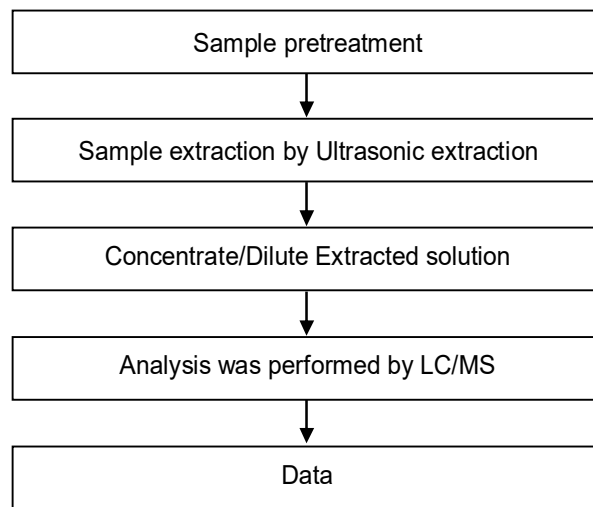 Sample pretreatment
Sample extraction by Ultrasonic extraction
Concentrate/Dilute Extracted solution
Analysis was performed by LC/MS
Data